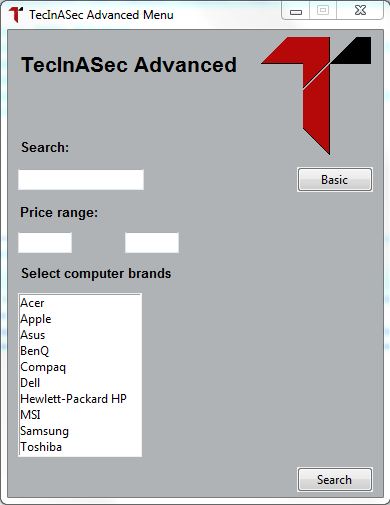 TecInASec Advanced Menu
TecInASec Advanced
Search:
Basic
Price range:
Select computer brands
Acer
Apple
Asus
BenQ
Compaq
Dell
Hewlett-Packard HP
MSI
Samsung
Toshiba
Search